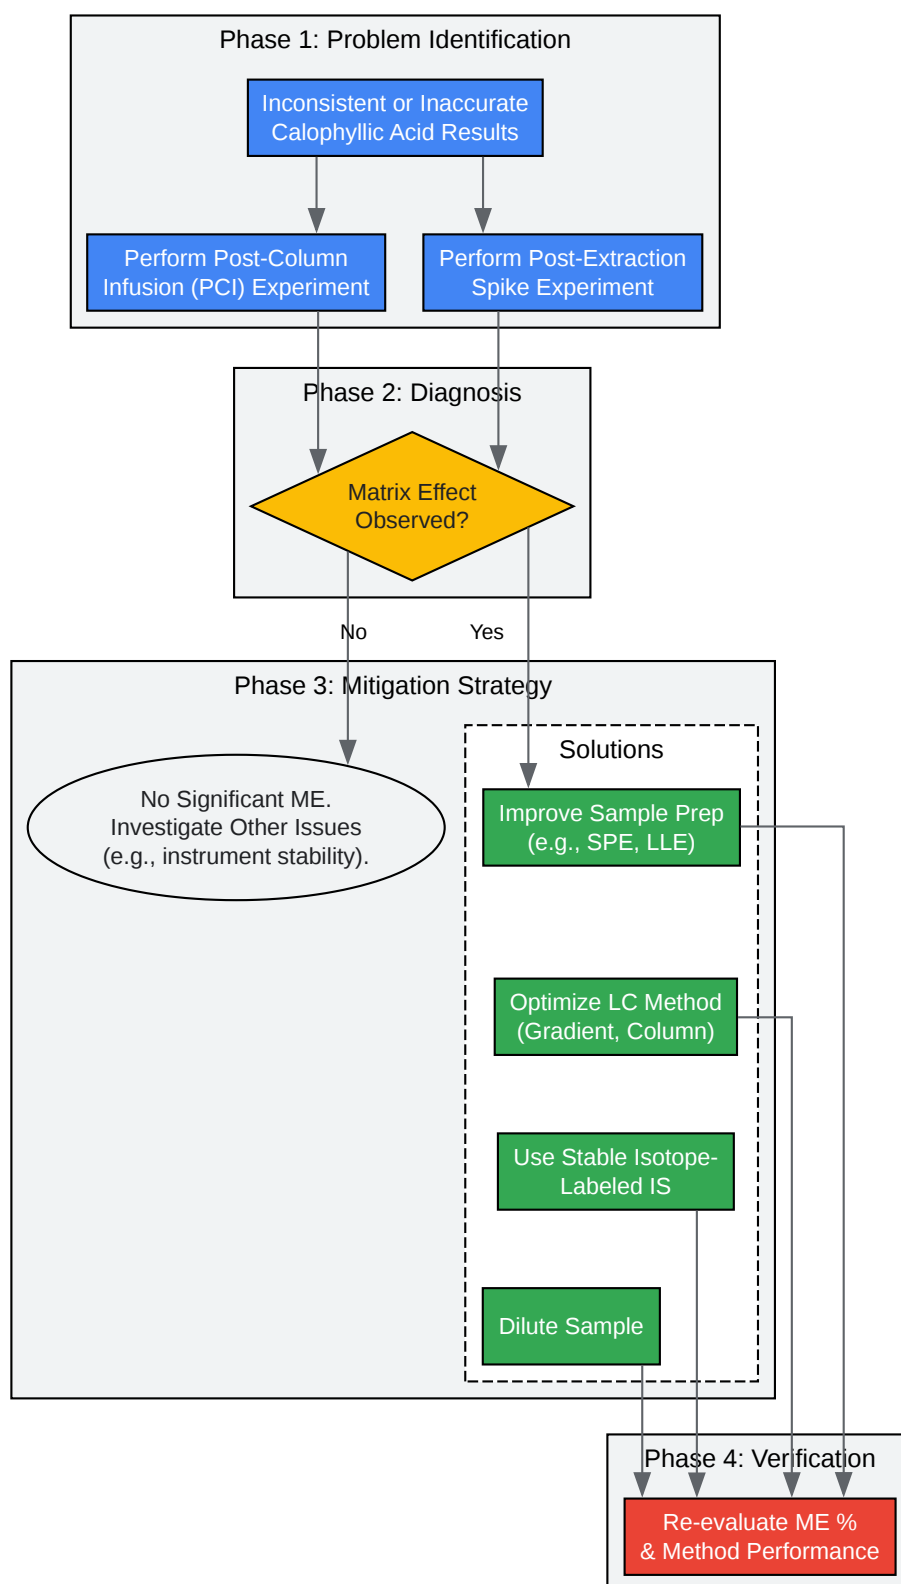 Phase 1: Problem Identification
Inconsistent or Inaccurate
Calophyllic Acid Results
Perform Post-Column
Infusion (PCI) Experiment
Perform Post-Extraction
Spike Experiment
Phase 2: Diagnosis
Matrix Effect
Observed?
No
Yes
Phase 3: Mitigation Strategy
No Significant ME.
Investigate Other Issues
(e.g., instrument stability).
Solutions
Improve Sample Prep
(e.g., SPE, LLE)
Optimize LC Method
(Gradient, Column)
Use Stable Isotope-
Labeled IS
Dilute Sample
Phase 4: Verification
Re-evaluate ME %
& Method Performance